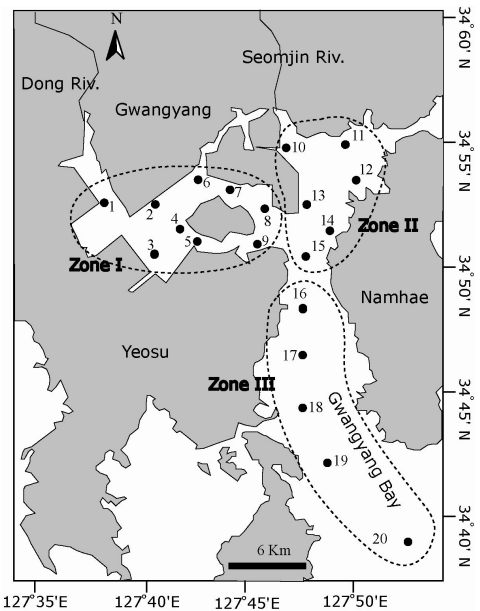 N
34°60' N
Seomjin Riv.
Dong Riv.
Gwangyang
34°55' N
10
11
12
6
7
1
2
4
8
13
3
5
9
14
15
Zone II
Zone I
34°50' N
16
Namhae
Yeosu
17
Zone III
34°45' N
18
Gwangyang Bay
19
20
34°40' N
6 Km
127°35'E
127°40'E
127°45'E
127°50'E